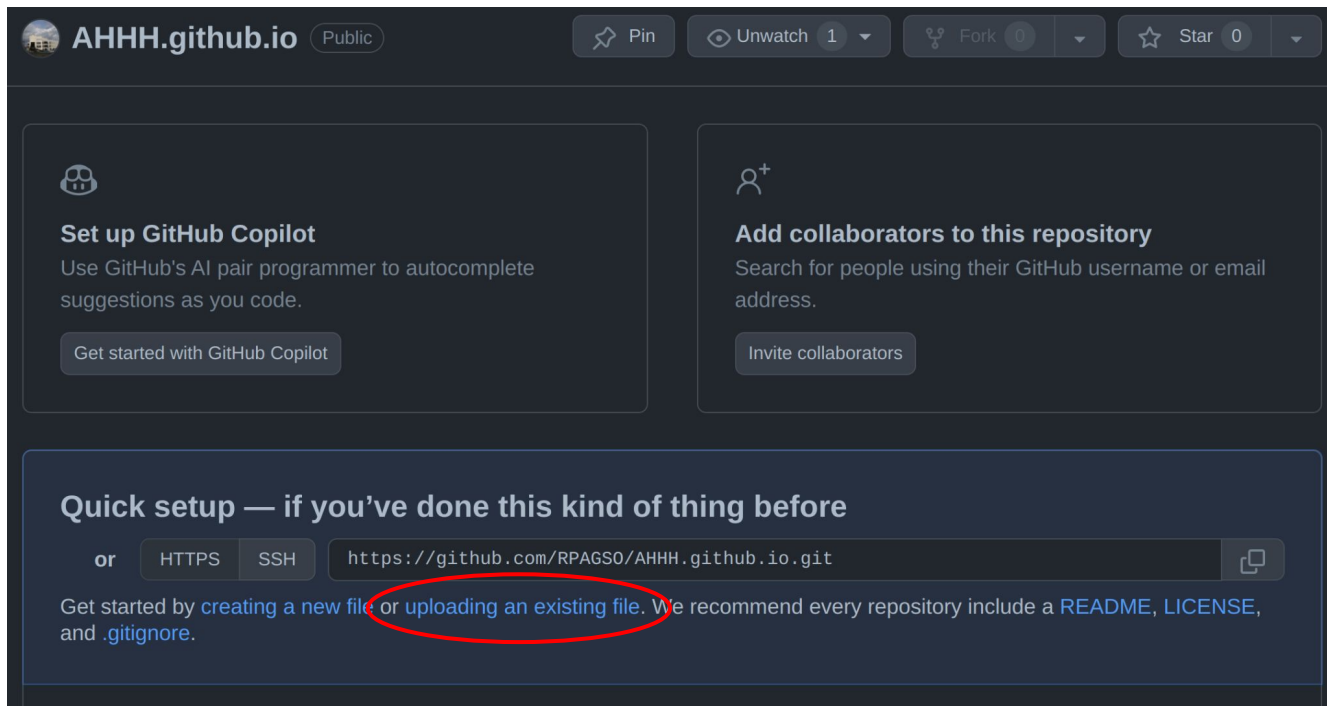 AHHH.github.io Public Pin Unwatch 1 Fork 0 Star 0
Set up GitHub Copilot
Use GitHub's AI pair programmer to autocomplete
suggestions as you code.
Get started with GitHub Copilot
Add collaborators to this repository
Search for people using their GitHub username or email
address.
Invite collaborators
Quick setup — if you’ve done this kind of thing before
or HTTPS SSH https://github.com/RPAGSO/AHHH.github.io.git
Get started by creating a new file or uploading an existing file. We recommend every repository include a README, LICENSE,
and .gitignore.